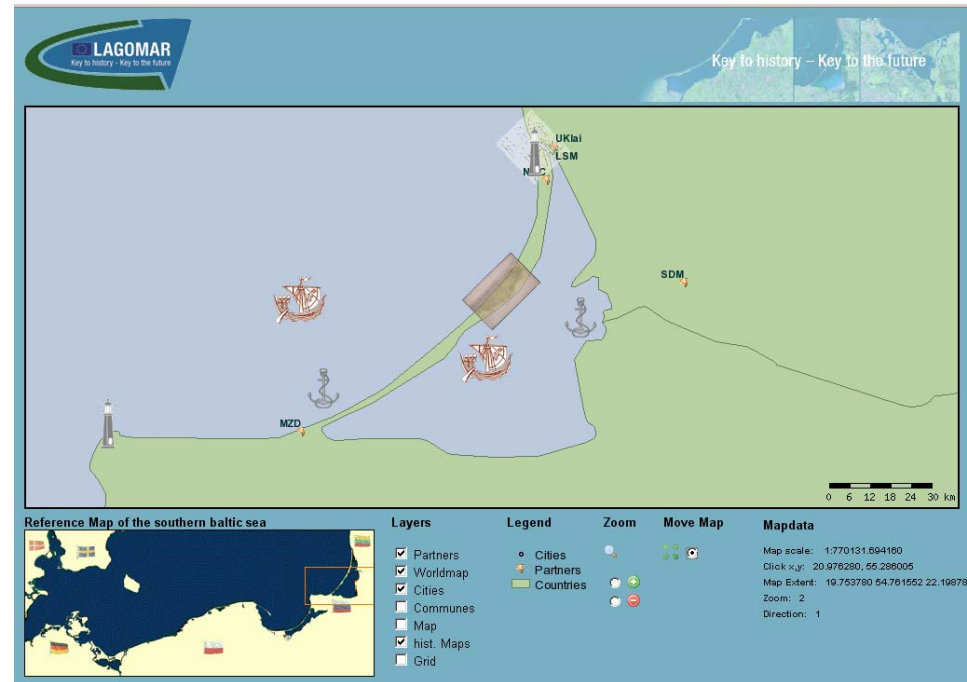 LAGOMAR
Key to history - Key to the future
Key to history – Key to the future
UKlai
LSM
SDM
MZD
0 6 12 18 24 30 km
Reference Map of the southern baltic sea
Layers
Partners
Worldmap
Cities
Communes
Map
hist. Maps
Grid
Legend
Cities
Partners
Countries
Zoom
Move Map
Mapdata
Map scale: 1:770131.694160
Click x,y: 20.976280, 55.286005
Map Extent: 19.753780 54.761552 22.19878
Zoom: 2
Direction: 1